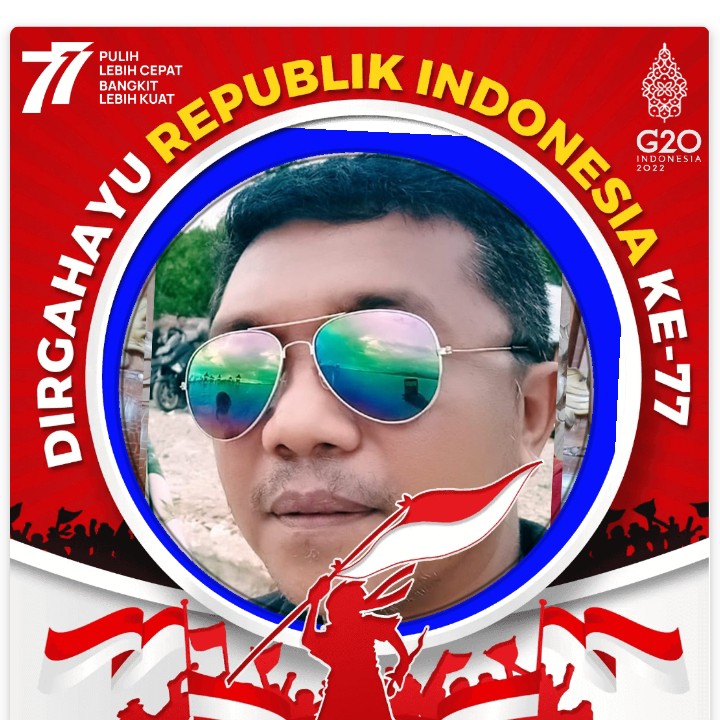 77
PULIH
LEBIH CEPAT
BANGKIT
LEBIH KUAT
DIRGAHAYU REPUBLIK INDONESIA KE-77
G20
INDONESIA
2022